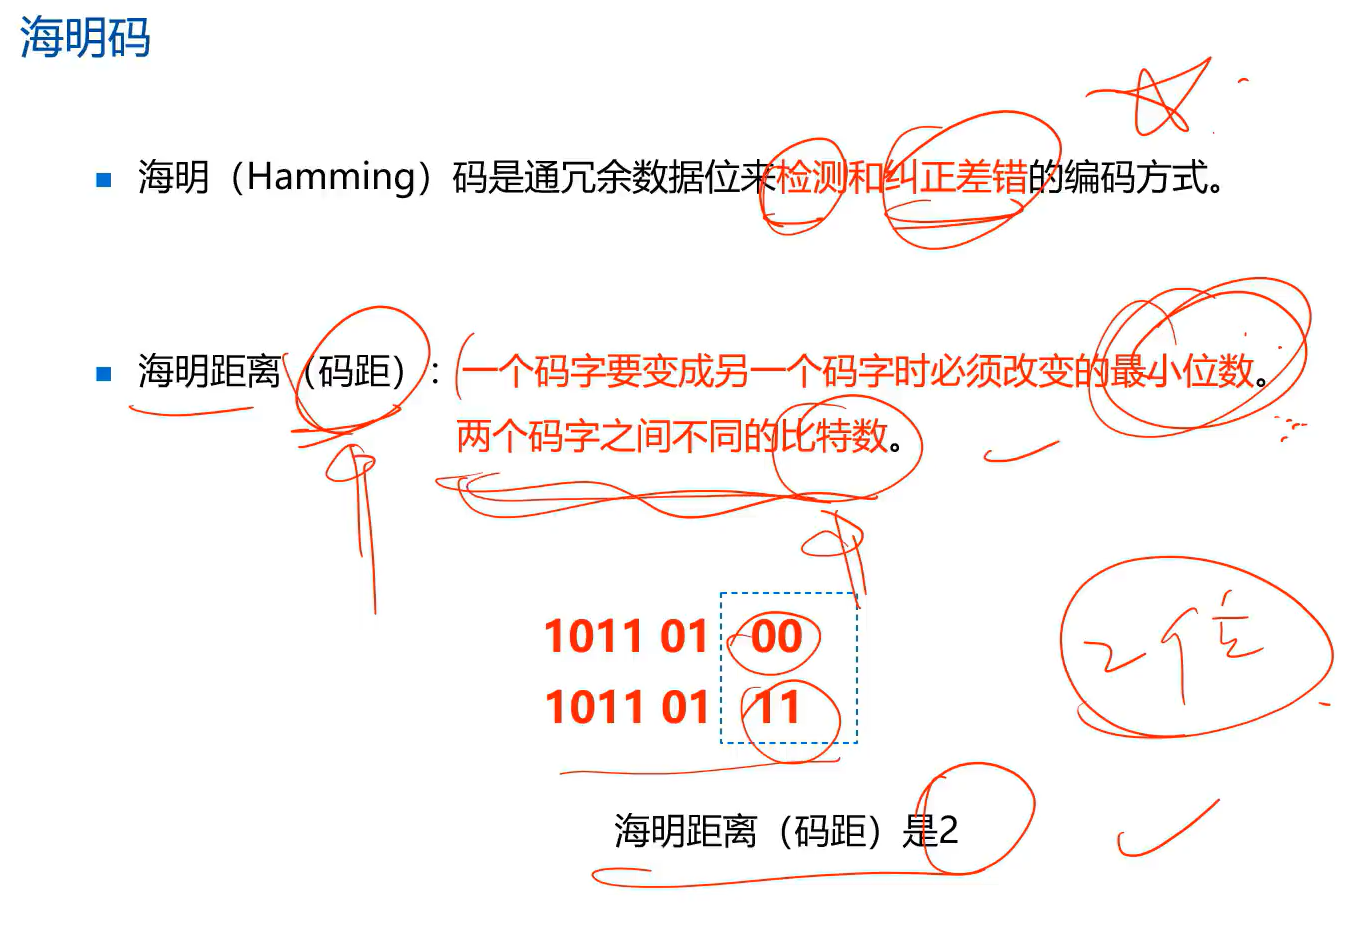 海明码
海明（Hamming）码是通冗余数据位来检测和纠正差错的编码方式。
海明距离（码距）：一个码字要变成另一个码字时必须改变的最小位数。
两个码字之间不同的比特数。
1011 01 00
1011 01 11
2个位
海明距离（码距）是2